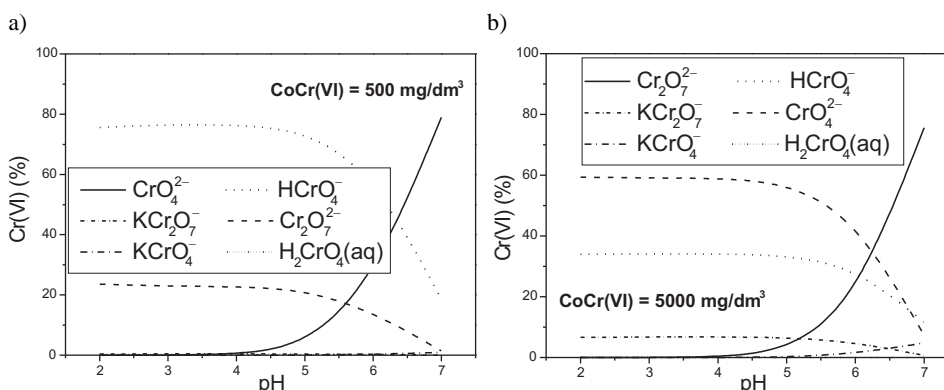 a)
100
80
60
40
20
0
Cr(VI) (%)
CoCr(VI) = 500 mg/dm³
CrO₄²⁻
HCrO₄⁻
KCr₂O₇⁻
Cr₂O₇²⁻
KCrO₄⁻
H₂CrO₄(aq)
2 3 4 5 6 7
pH
b)
100
80
60
40
20
0
Cr(VI) (%)
Cr₂O₇²⁻
HCrO₄⁻
KCr₂O₇⁻
CrO₄²⁻
KCrO₄⁻
H₂CrO₄(aq)
CoCr(VI) = 5000 mg/dm³
2 3 4 5 6 7
pH